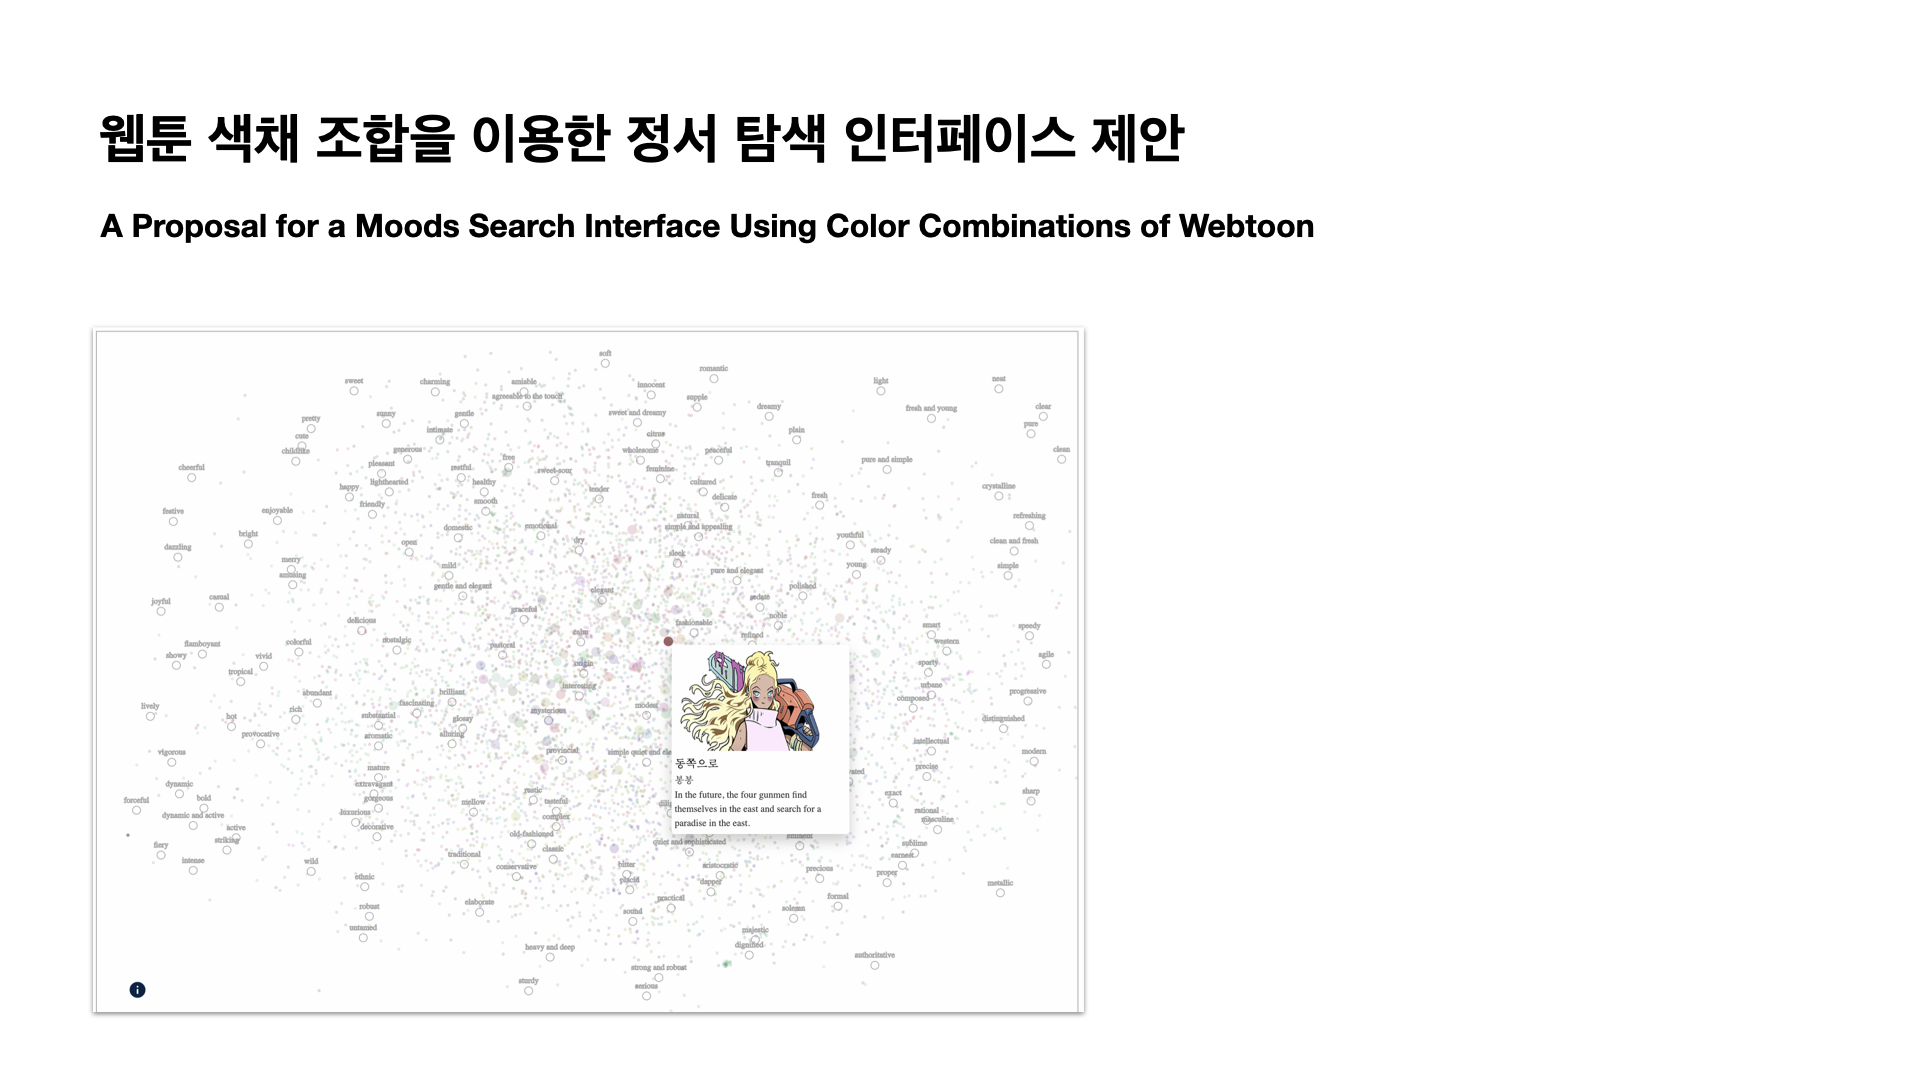 웹툰 색채 조합을 이용한 정서 탐색 인터페이스 제안
A Proposal for a Moods Search Interface Using Color Combinations of Webtoon
soft
romantic
sweet
charming
amiable
innocent
light
neat
agreeable to the touch
supple
pretty
sunny
gentle
sweet and dreamy
dreamy
fresh and young
clear
pure
cute
intimate
citrus
plain
childlike
generous
free
wholesome
peaceful
clean
cheerful
pleasant
restful
sweet-sour
feminine
tranquil
pure and simple
happy
lighthearted
healthy
tender
cultured
crystalline
friendly
smooth
delicate
fresh
festive
enjoyable
natural
refreshing
bright
domestic
emotional
simple and appealing
youthful
dazzling
open
dry
sleek
steady
clean and fresh
merry
mild
young
simple
amusing
gentle and elegant
elegant
pure and elegant
polished
joyful
casual
graceful
sedate
delicious
fashionable
noble
smart
speedy
flamboyant
colorful
nostalgic
pastoral
calm
refined
western
showy
vivid
origin
sporty
agile
tropical
interesting
urbane
abundant
brilliant
composed
progressive
lively
hot
rich
substantial
fascinating
glossy
mysterious
modest
distinguished
provocative
aromatic
alluring
intellectual
vigorous
provincial
simple quiet and ele
modern
mature
동쪽으로
precise
dynamic
extravagant
봉봉
vated
forceful
bold
gorgeous
mellow
rustic
tasteful
In the future, the four gunmen find
exact
sharp
dynamic and active
luxurious
complex
dili
themselves in the east and search for a
rational
active
decorative
old-fashioned
paradise in the east.
masculine
fiery
striking
classic
quiet and sophisticated
eminent
sublime
intense
wild
traditional
conservative
bitter
aristocratic
precious
earnest
ethnic
placid
dapper
proper
metallic
robust
elaborate
sound
practical
solemn
formal
untamed
majestic
heavy and deep
dignified
authoritative
strong and robust
sturdy
serious
i